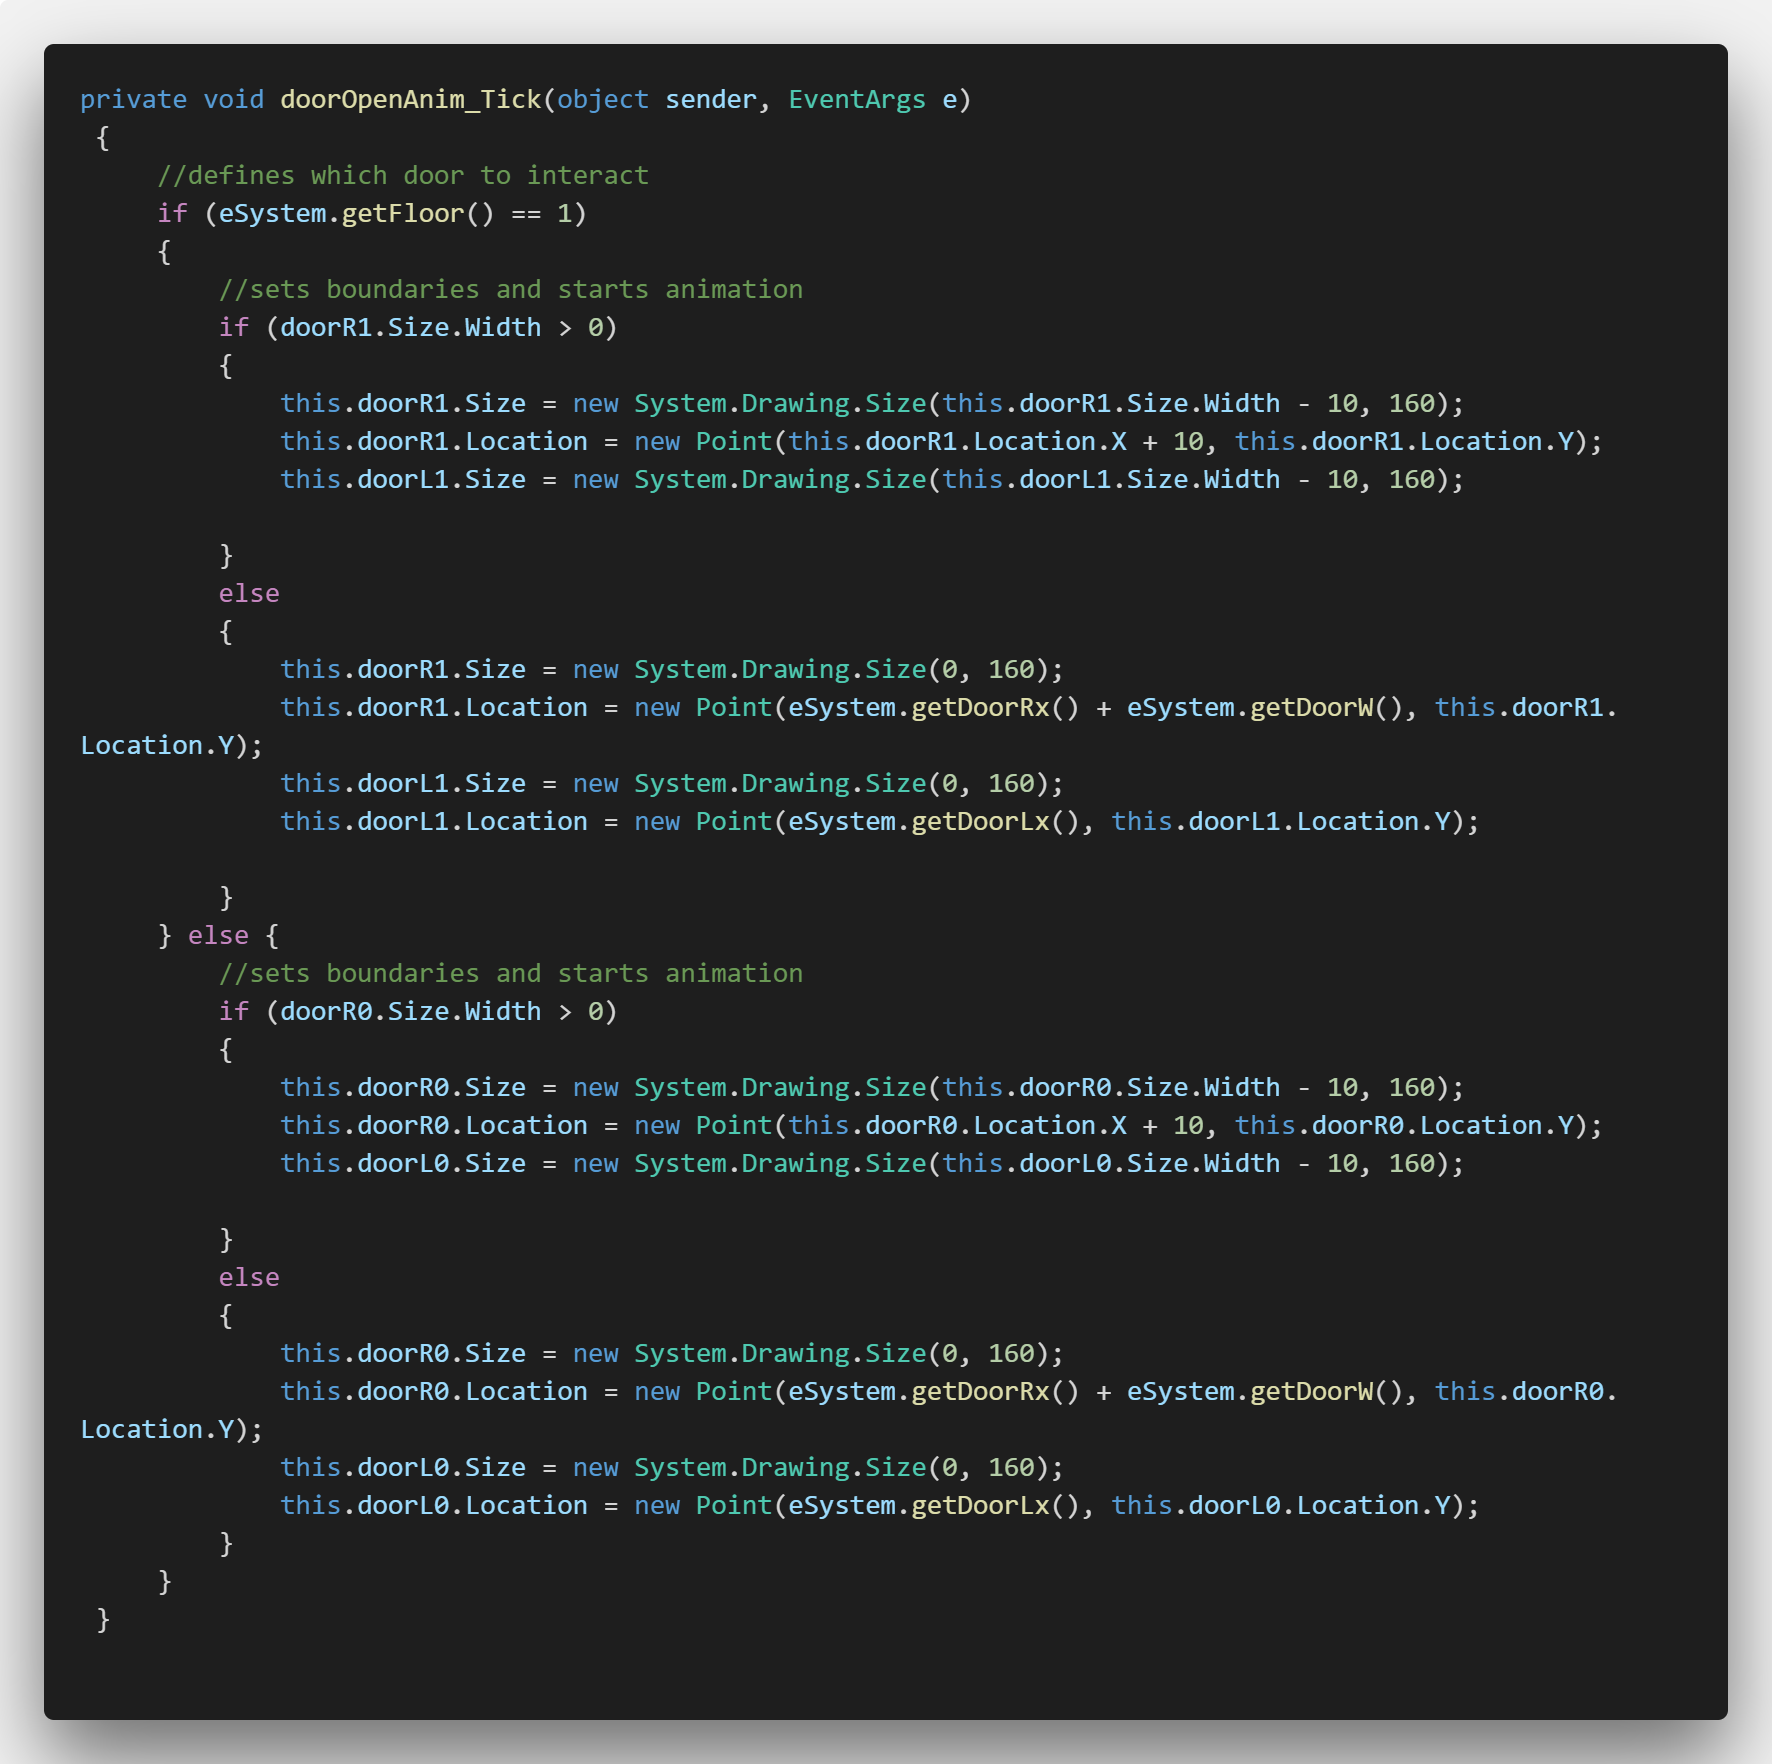 private void doorOpenAnim_Tick(object sender, EventArgs e)
 {
     //defines which door to interact
     if (eSystem.getFloor() == 1)
     {
         //sets boundaries and starts animation
         if (doorR1.Size.Width > 0)
         {
             this.doorR1.Size = new System.Drawing.Size(this.doorR1.Size.Width - 10, 160);
             this.doorR1.Location = new Point(this.doorR1.Location.X + 10, this.doorR1.Location.Y);
             this.doorL1.Size = new System.Drawing.Size(this.doorL1.Size.Width - 10, 160);

         }
         else
         {
             this.doorR1.Size = new System.Drawing.Size(0, 160);
             this.doorR1.Location = new Point(eSystem.getDoorRx() + eSystem.getDoorW(), this.doorR1.
Location.Y);
             this.doorL1.Size = new System.Drawing.Size(0, 160);
             this.doorL1.Location = new Point(eSystem.getDoorLx(), this.doorL1.Location.Y);

         }
     } else {
         //sets boundaries and starts animation
         if (doorR0.Size.Width > 0)
         {
             this.doorR0.Size = new System.Drawing.Size(this.doorR0.Size.Width - 10, 160);
             this.doorR0.Location = new Point(this.doorR0.Location.X + 10, this.doorR0.Location.Y);
             this.doorL0.Size = new System.Drawing.Size(this.doorL0.Size.Width - 10, 160);

         }
         else
         {
             this.doorR0.Size = new System.Drawing.Size(0, 160);
             this.doorR0.Location = new Point(eSystem.getDoorRx() + eSystem.getDoorW(), this.doorR0.
Location.Y);
             this.doorL0.Size = new System.Drawing.Size(0, 160);
             this.doorL0.Location = new Point(eSystem.getDoorLx(), this.doorL0.Location.Y);
         }
     }
 }